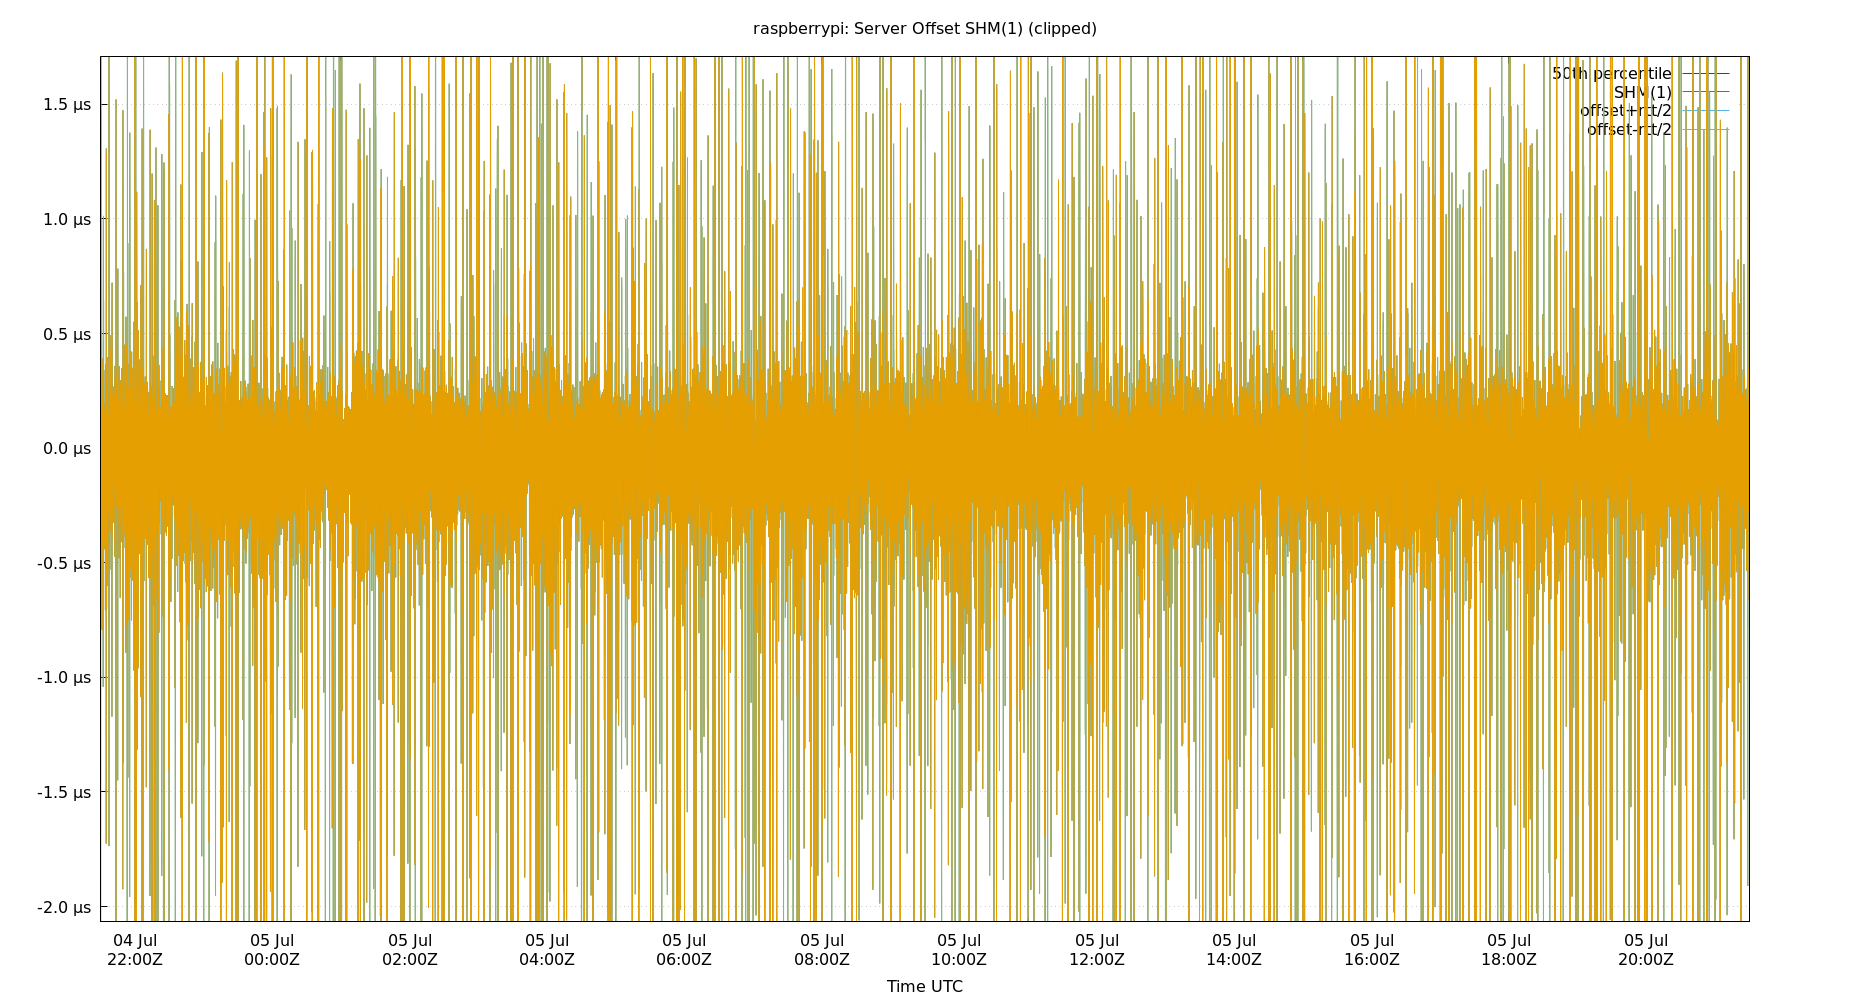 raspberrypi: Server Offset SHM(1) (clipped)
50th percentile
SHM(1)
offset+rtt/2
offset-rtt/2
1.5 µs
1.0 µs
0.5 µs
0.0 µs
-0.5 µs
-1.0 µs
-1.5 µs
-2.0 µs
04 Jul 05 Jul 05 Jul 05 Jul 05 Jul 05 Jul 05 Jul 05 Jul 05 Jul 05 Jul 05 Jul 05 Jul
22:00Z 00:00Z 02:00Z 04:00Z 06:00Z 08:00Z 10:00Z 12:00Z 14:00Z 16:00Z 18:00Z 20:00Z
Time UTC